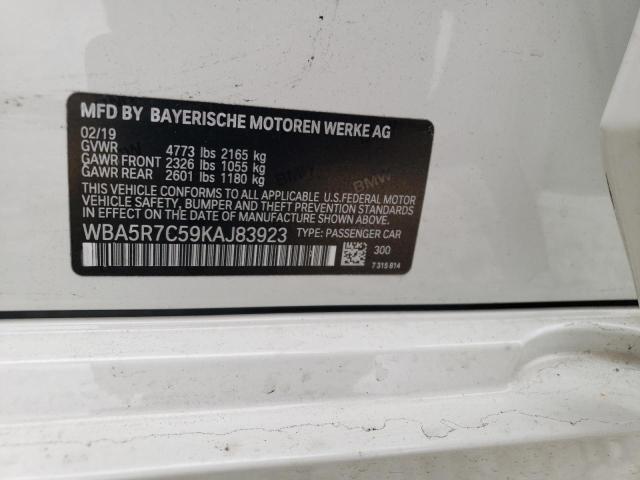 MFD BY BAYERISCHE MOTOREN WERKE AG
02/19
GVWR 4773 lbs 2165 kg
GAWR FRONT 2326 lbs 1055 kg
GAWR REAR 2601 lbs 1180 kg
THIS VEHICLE CONFORMS TO ALL APPLICABLE U.S.FEDERAL MOTOR
VEHICLE SAFETY, BUMPER AND THEFT PREVENTION STANDARDS
IN EFFECT ON THE DATE OF MANUFACTURE SHOWN ABOVE.
WBA5R7C59KAJ83923 TYPE: PASSENGER CAR
300
7 315 814
BMW